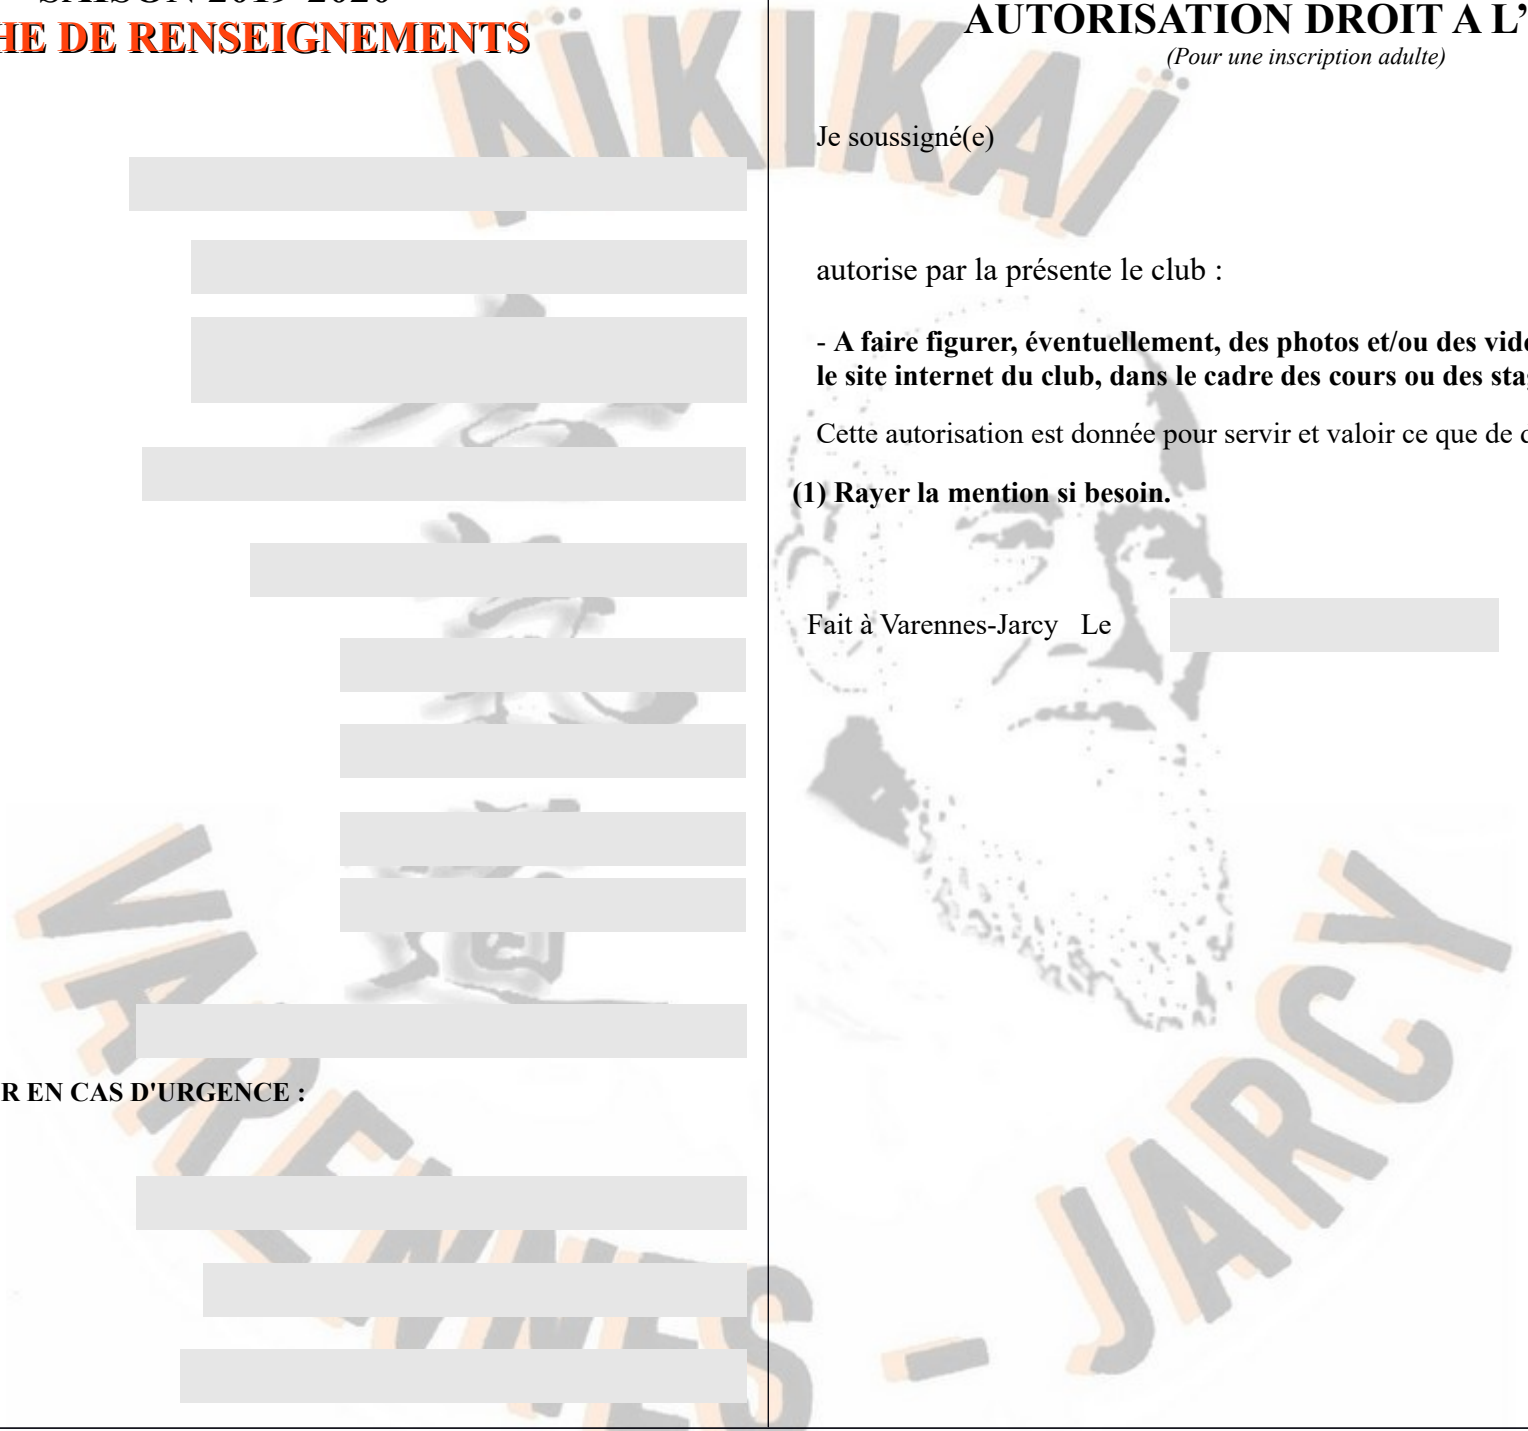 SAISON 2019-2020
HE DE RENSEIGNEMENTS
R EN CAS D'URGENCE :
AUTORISATION DROIT A L'
(Pour une inscription adulte)
Je soussigné(e)
autorise par la présente le club :
- A faire figurer, éventuellement, des photos et/ou des vidé
le site internet du club, dans le cadre des cours ou des sta
Cette autorisation est donnée pour servir et valoir ce que de d
(1) Rayer la mention si besoin.
Fait à Varennes-Jarcy Le
AÏKIKAÏ
VARENNES - JARCY